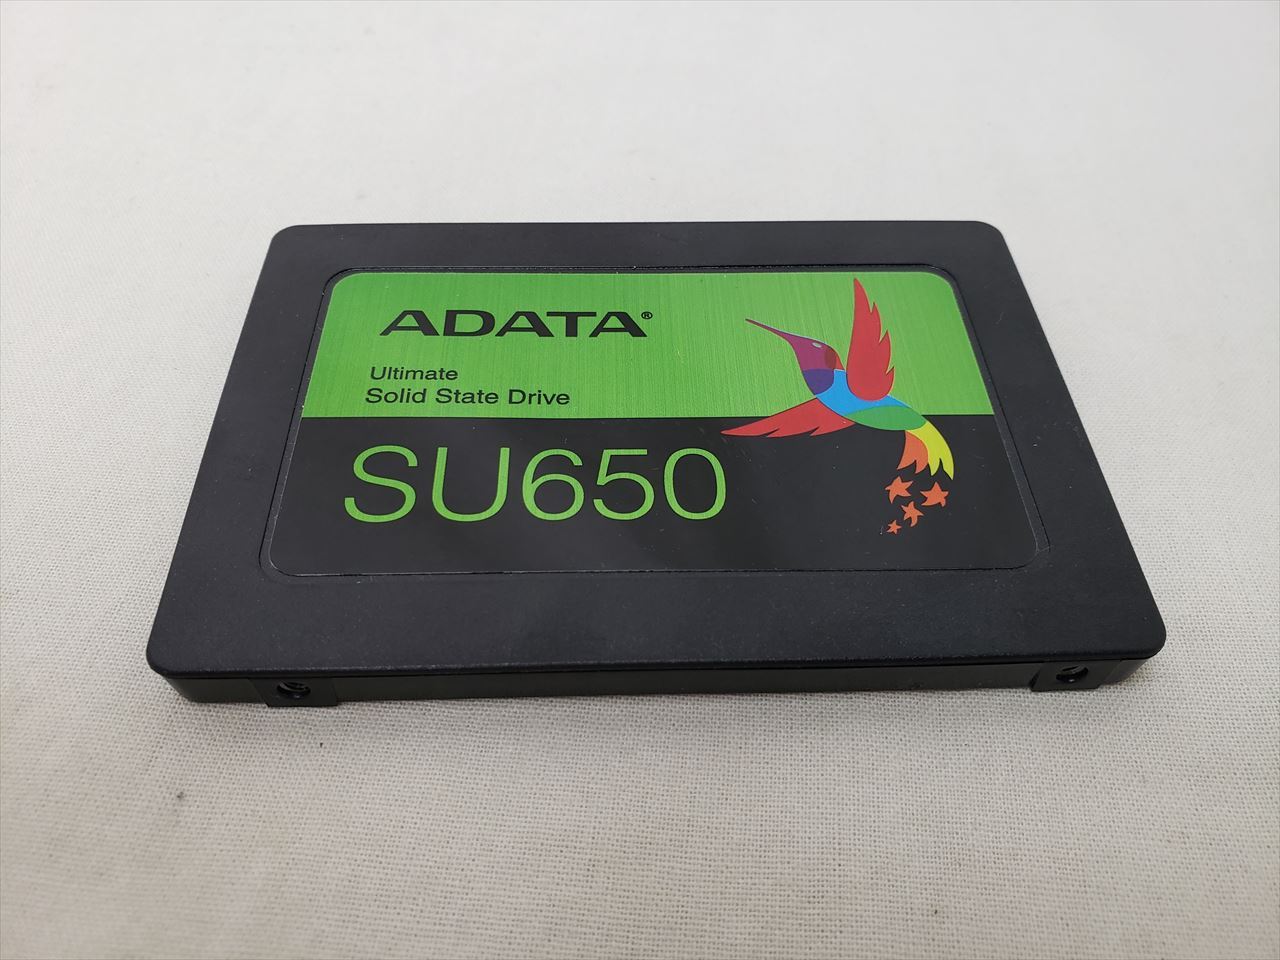 ADATA®
Ultimate
Solid State Drive
SU650